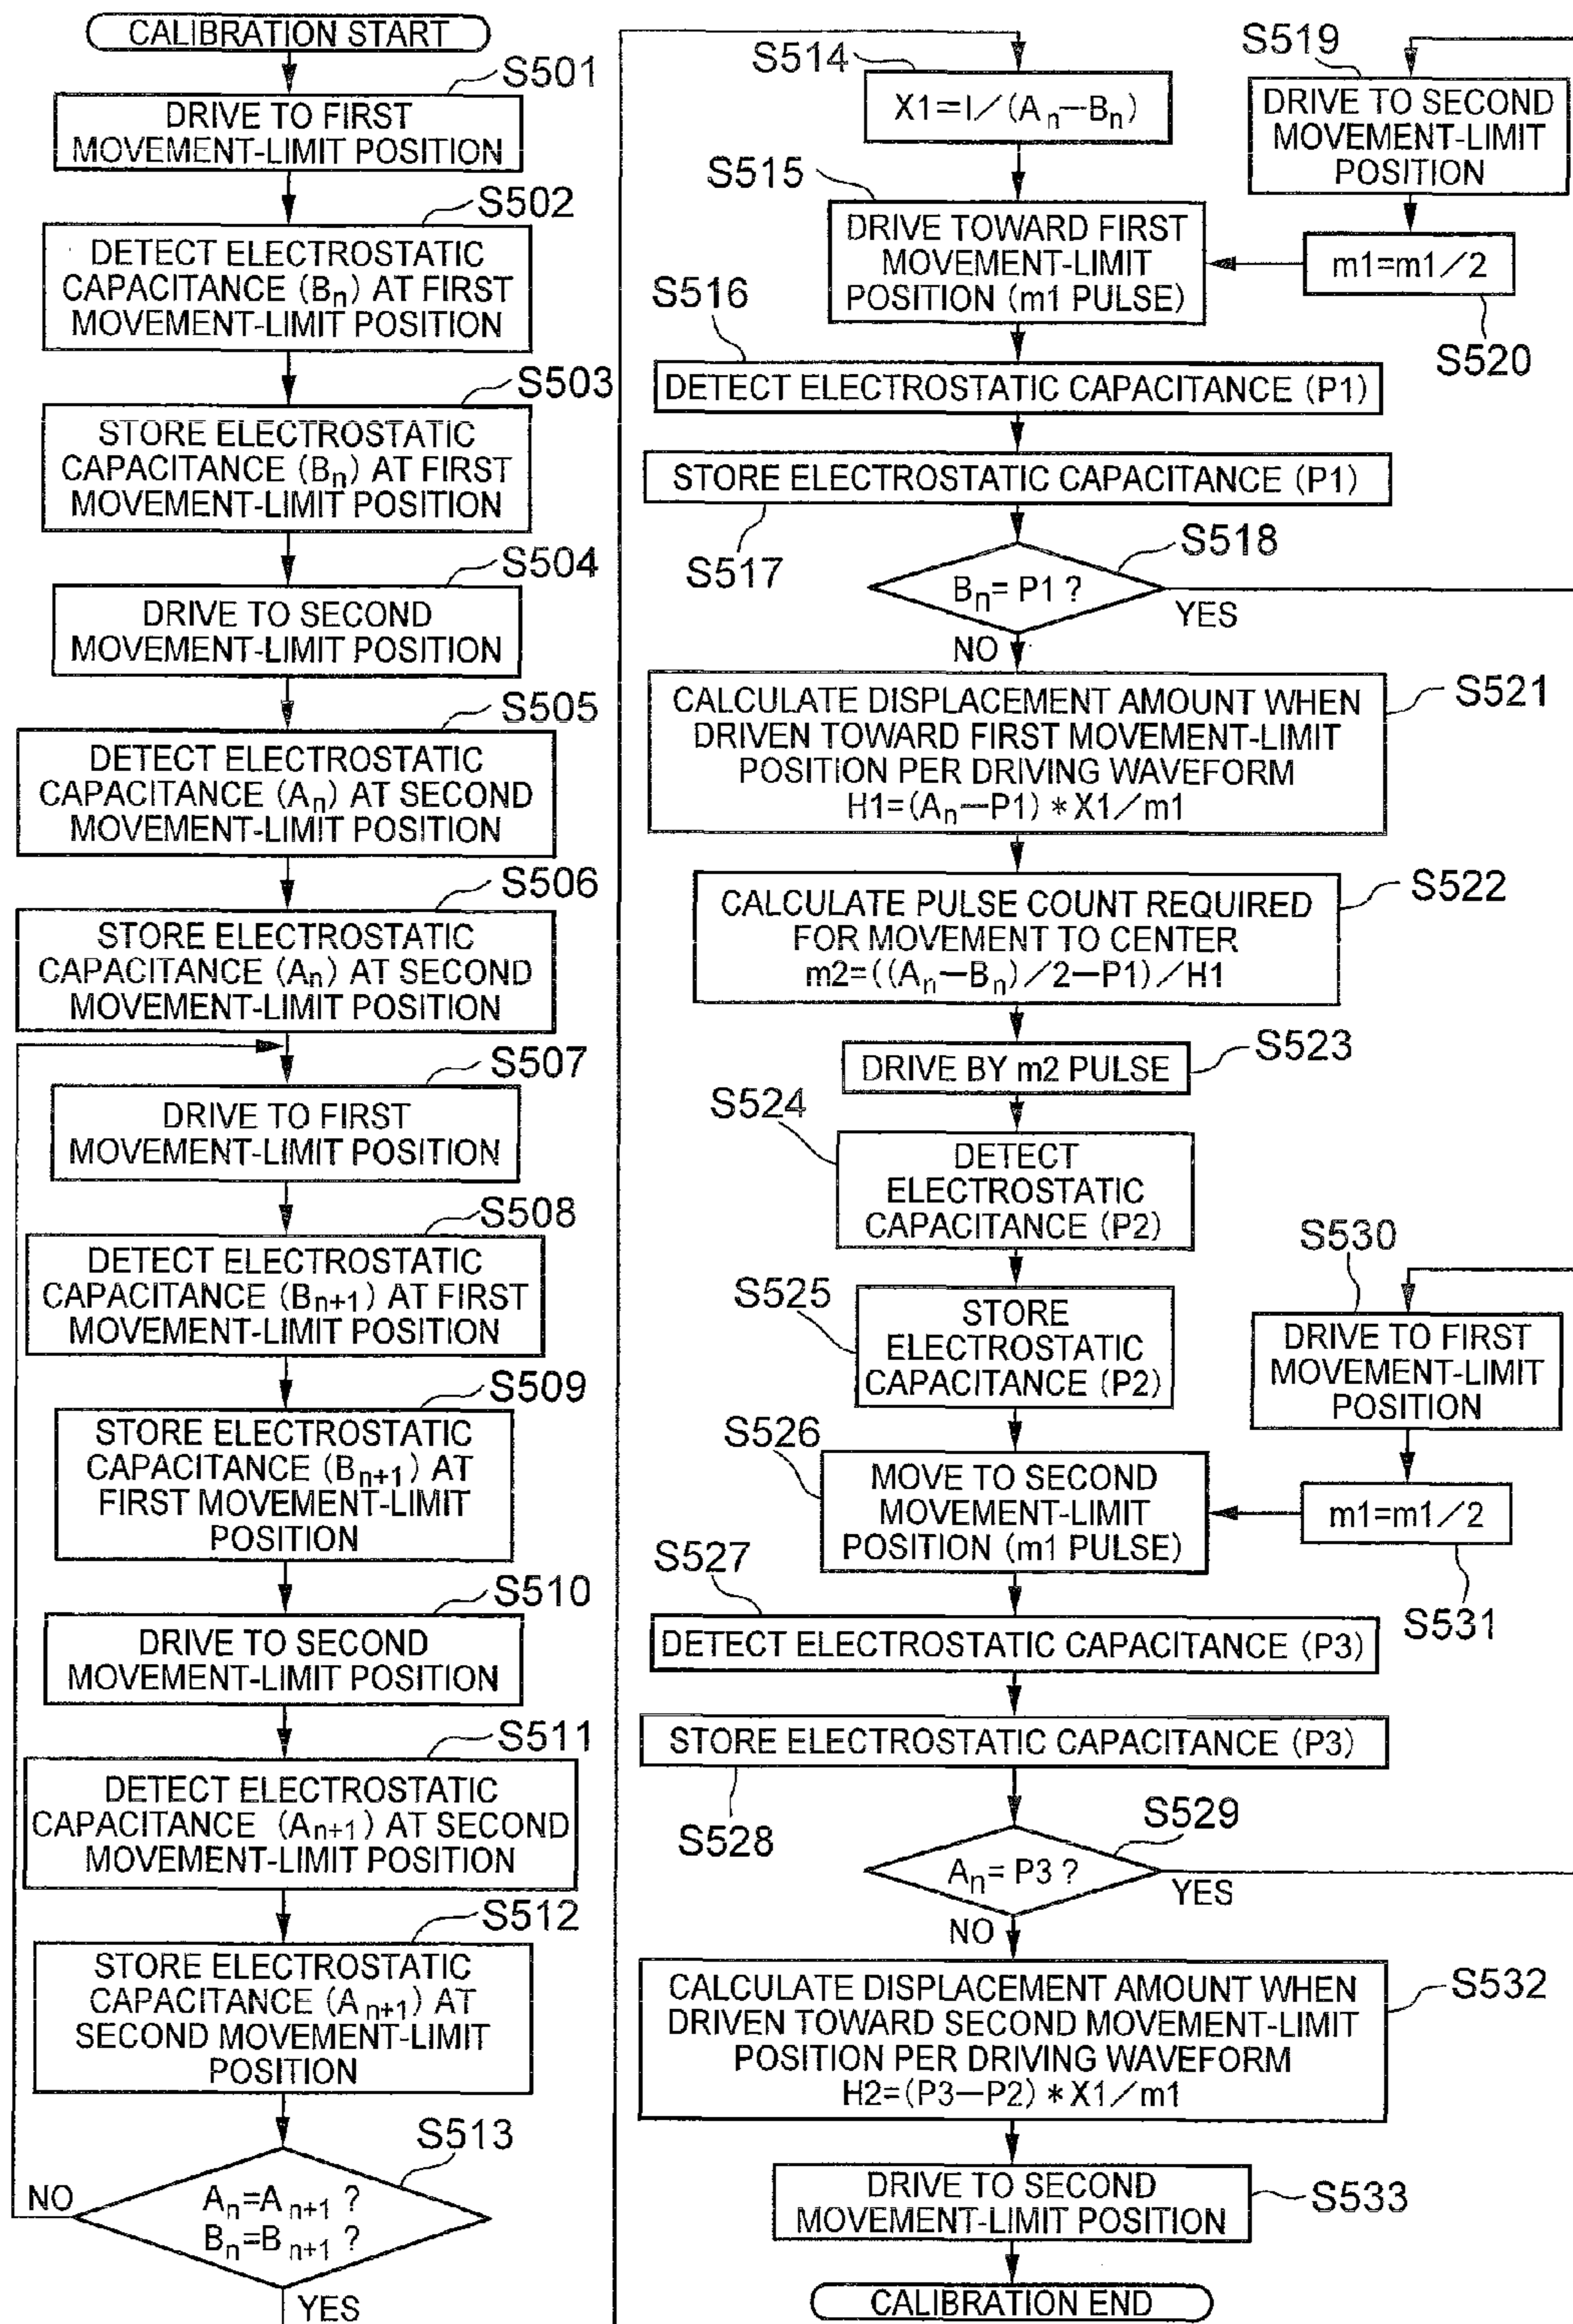 CALIBRATION START
S501
DRIVE TO FIRST
MOVEMENT-LIMIT POSITION
S502
DETECT ELECTROSTATIC
CAPACITANCE (Bn) AT FIRST
MOVEMENT-LIMIT POSITION
S503
STORE ELECTROSTATIC
CAPACITANCE (Bn) AT FIRST
MOVEMENT-LIMIT POSITION
S504
DRIVE TO SECOND
MOVEMENT-LIMIT POSITION
S505
DETECT ELECTROSTATIC
CAPACITANCE (An) AT SECOND
MOVEMENT-LIMIT POSITION
S506
STORE ELECTROSTATIC
CAPACITANCE (An) AT SECOND
MOVEMENT-LIMIT POSITION
S507
DRIVE TO FIRST
MOVEMENT-LIMIT POSITION
S508
DETECT ELECTROSTATIC
CAPACITANCE (Bn+1) AT FIRST
MOVEMENT-LIMIT POSITION
S509
STORE ELECTROSTATIC
CAPACITANCE (Bn+1) AT
FIRST MOVEMENT-LIMIT
POSITION
S510
DRIVE TO SECOND
MOVEMENT-LIMIT POSITION
S511
DETECT ELECTROSTATIC
CAPACITANCE (An+1) AT SECOND
MOVEMENT-LIMIT POSITION
S512
STORE ELECTROSTATIC
CAPACITANCE (An+1) AT
SECOND MOVEMENT-LIMIT
POSITION
S513
An=An+1 ?
Bn=Bn+1 ?
NO
YES
S514
X1=I/(An−Bn)
S515
DRIVE TOWARD FIRST
MOVEMENT-LIMIT
POSITION (m1 PULSE)
S516
DETECT ELECTROSTATIC CAPACITANCE (P1)
STORE ELECTROSTATIC CAPACITANCE (P1)
S517
S518
Bn= P1 ?
YES
NO
S519
DRIVE TO SECOND
MOVEMENT-LIMIT
POSITION
m1=m1/2
S520
CALCULATE DISPLACEMENT AMOUNT WHEN
DRIVEN TOWARD FIRST MOVEMENT-LIMIT
POSITION PER DRIVING WAVEFORM
H1=(An−P1) * X1/m1
S521
CALCULATE PULSE COUNT REQUIRED
FOR MOVEMENT TO CENTER
m2=((An−Bn)/2−P1)/H1
S522
DRIVE BY m2 PULSE
S523
S524
DETECT
ELECTROSTATIC
CAPACITANCE (P2)
S525
STORE
ELECTROSTATIC
CAPACITANCE (P2)
S526
MOVE TO SECOND
MOVEMENT-LIMIT
POSITION (m1 PULSE)
S527
DETECT ELECTROSTATIC CAPACITANCE (P3)
STORE ELECTROSTATIC CAPACITANCE (P3)
S528
S529
An= P3 ?
YES
NO
S530
DRIVE TO FIRST
MOVEMENT-LIMIT
POSITION
m1=m1/2
S531
CALCULATE DISPLACEMENT AMOUNT WHEN
DRIVEN TOWARD SECOND MOVEMENT-LIMIT
POSITION PER DRIVING WAVEFORM
H2=(P3−P2) * X1/m1
S532
DRIVE TO SECOND
MOVEMENT-LIMIT POSITION
S533
CALIBRATION END